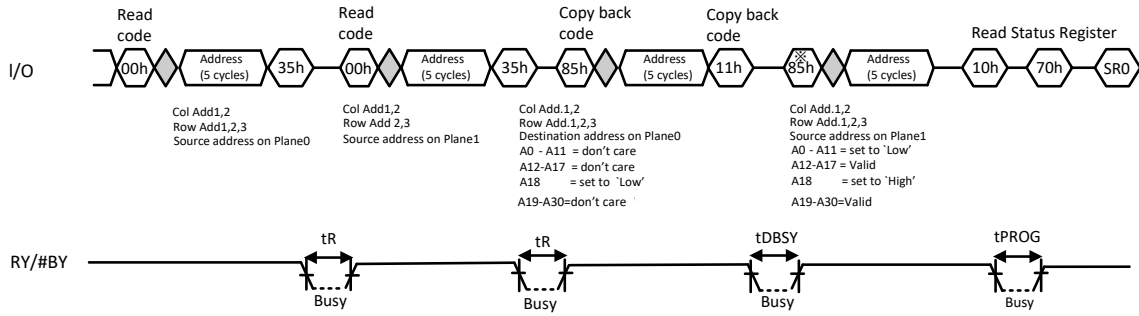 Read code
Read code
Copy back code
Copy back code
Read Status Register
I/O
00h
Address (5 cycles)
35h
00h
Address (5 cycles)
35h
85h
Address (5 cycles)
11h
※
85h
Address (5 cycles)
10h
70h
SR0
Col Add1,2
Row Add1,2,3
Source address on Plane0
Col Add1,2
Row Add 2,3
Source address on Plane1
Col Add.1,2
Row Add.1,2,3
Destination address on Plane0
A0 - A11 = don't care
A12-A17 = don't care
A18 = set to `Low'
A19-A30=don't care
Col Add.1,2
Row Add.1,2,3
Source address on Plane1
A0 - A11 = set to `Low'
A12-A17 = Valid
A18 = set to `High'
A19-A30=Valid
RY/#BY
tR
Busy
tR
Busy
tDBSY
Busy
tPROG
Busy